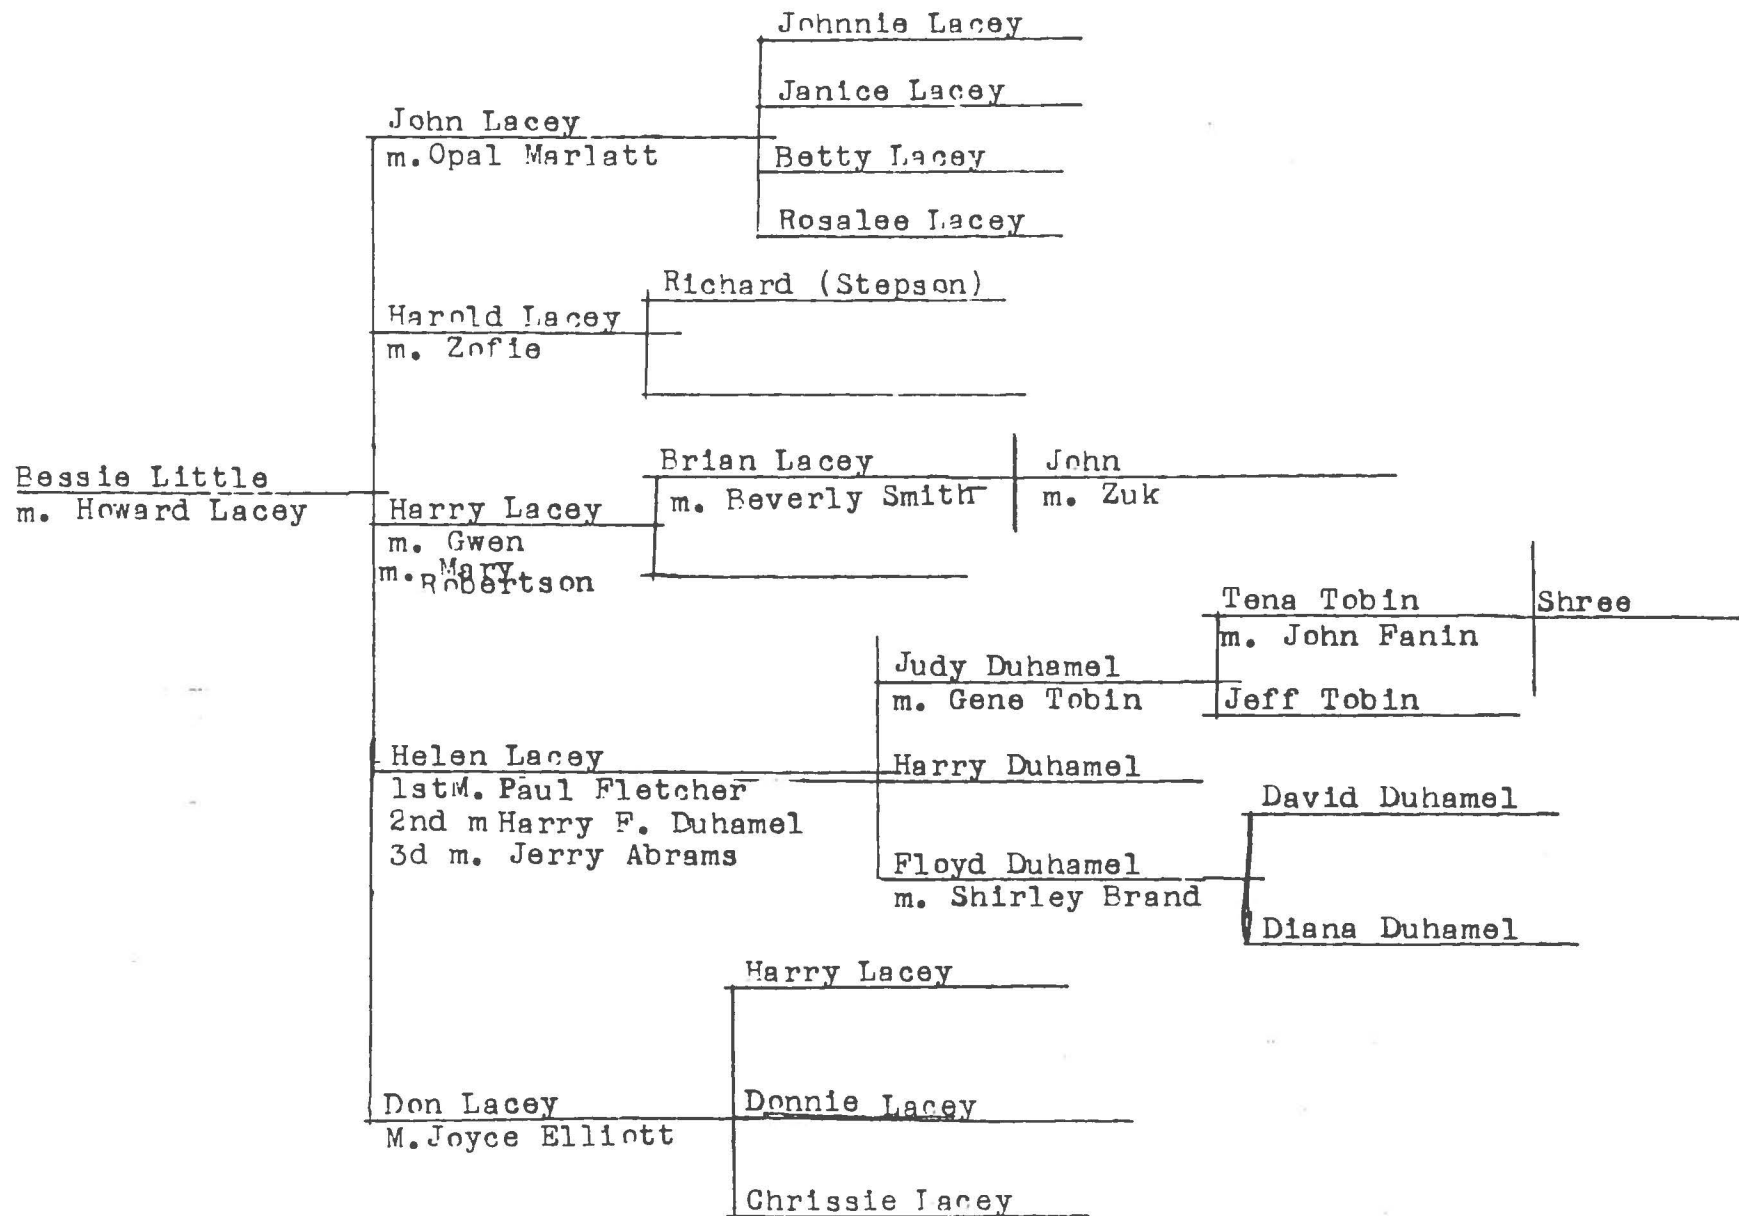 Johnnie Lacey
Janice Lacey
John Lacey
m. Opal Marlatt
Betty Lacey
Rosalee Lacey
Richard (Stepson)
Harold Lacey
m. Zofie
Brian Lacey
m. Beverly Smith
John
m. Zuk
Bessie Little
m. Howard Lacey
Harry Lacey
m. Gwen
m. Mary
Robertson
Tena Tobin
m. John Fanin
Shree
Judy Duhamel
m. Gene Tobin
Jeff Tobin
Helen Lacey
1stM. Paul Fletcher
2nd m Harry F. Duhamel
3d m. Jerry Abrams
Harry Duhamel
David Duhamel
Floyd Duhamel
m. Shirley Brand
Diana Duhamel
Harry Lacey
Don Lacey
M.Joyce Elliott
Donnie Lacey
Chrissie Lacey